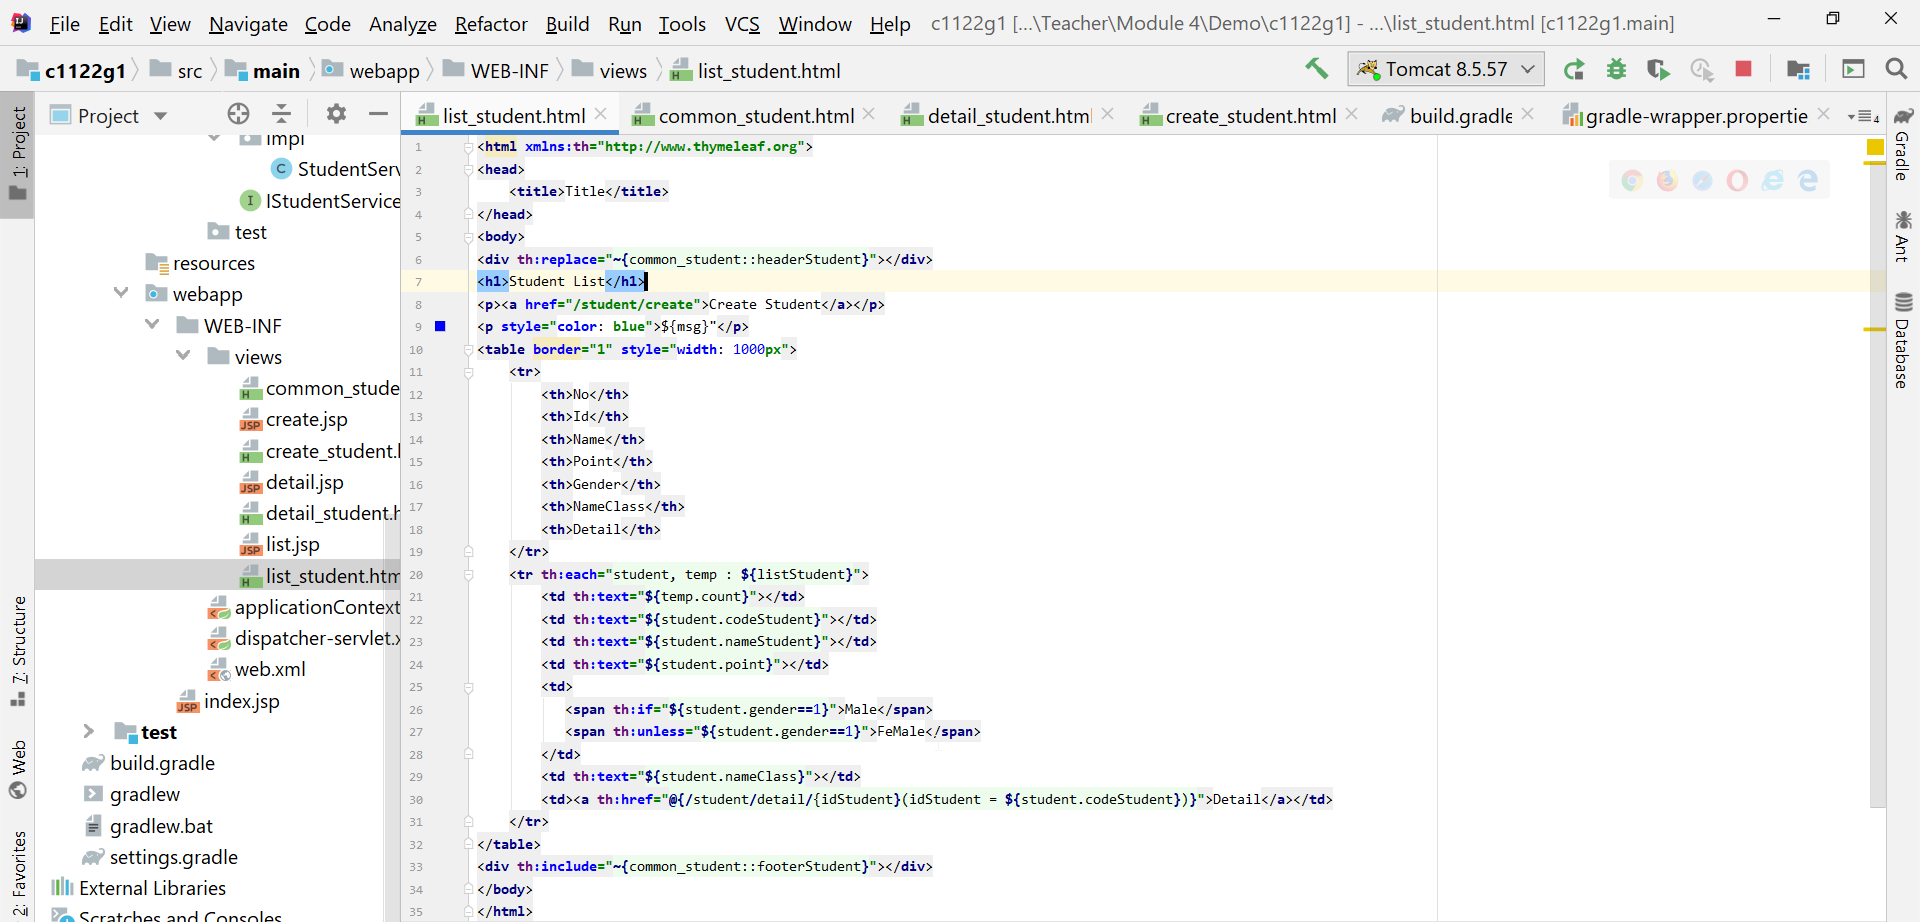 File Edit View Navigate Code Analyze Refactor Build Run Tools VCS Window Help c1122g1 [...\Teacher\Module 4\Demo\c1122g1] - ...\list_student.html [c1122g1.main]
c1122g1 src main webapp WEB-INF views list_student.html Tomcat 8.5.57
Project list_student.html common_student.html detail_student.html create_student.html build.gradle gradle-wrapper.propertie 4
1: Project
7: Structure
Web
2: Favorites
impl
C StudentServ
I IStudentService
test
resources
webapp
WEB-INF
views
H common_stude
JSP create.jsp
H create_student.
JSP detail.jsp
H detail_student.h
JSP list.jsp
H list_student.htm
applicationContext
dispatcher-servlet.x
web.xml
JSP index.jsp
test
build.gradle
gradlew
gradlew.bat
settings.gradle
External Libraries
Scratches and Consoles
1 <html xmlns:th="http://www.thymeleaf.org">
2 <head>
3 <title>Title</title>
4 </head>
5 <body>
6 <div th:replace="~{common_student::headerStudent}"></div>
7 <h1>Student List</h1>
8 <p><a href="/student/create">Create Student</a></p>
9 <p style="color: blue">${msg}"</p>
10 <table border="1" style="width: 1000px">
11 <tr>
12 <th>No</th>
13 <th>Id</th>
14 <th>Name</th>
15 <th>Point</th>
16 <th>Gender</th>
17 <th>NameClass</th>
18 <th>Detail</th>
19 </tr>
20 <tr th:each="student, temp : ${listStudent}">
21 <td th:text="${temp.count}"></td>
22 <td th:text="${student.codeStudent}"></td>
23 <td th:text="${student.nameStudent}"></td>
24 <td th:text="${student.point}"></td>
25 <td>
26 <span th:if="${student.gender==1}">Male</span>
27 <span th:unless="${student.gender==1}">FeMale</span>
28 </td>
29 <td th:text="${student.nameClass}"></td>
30 <td><a th:href="@{/student/detail/{idStudent}(idStudent = ${student.codeStudent})}">Detail</a></td>
31 </tr>
32 </table>
33 <div th:include="~{common_student::footerStudent}"></div>
34 </body>
35 </html>
Gradle
Ant
Database